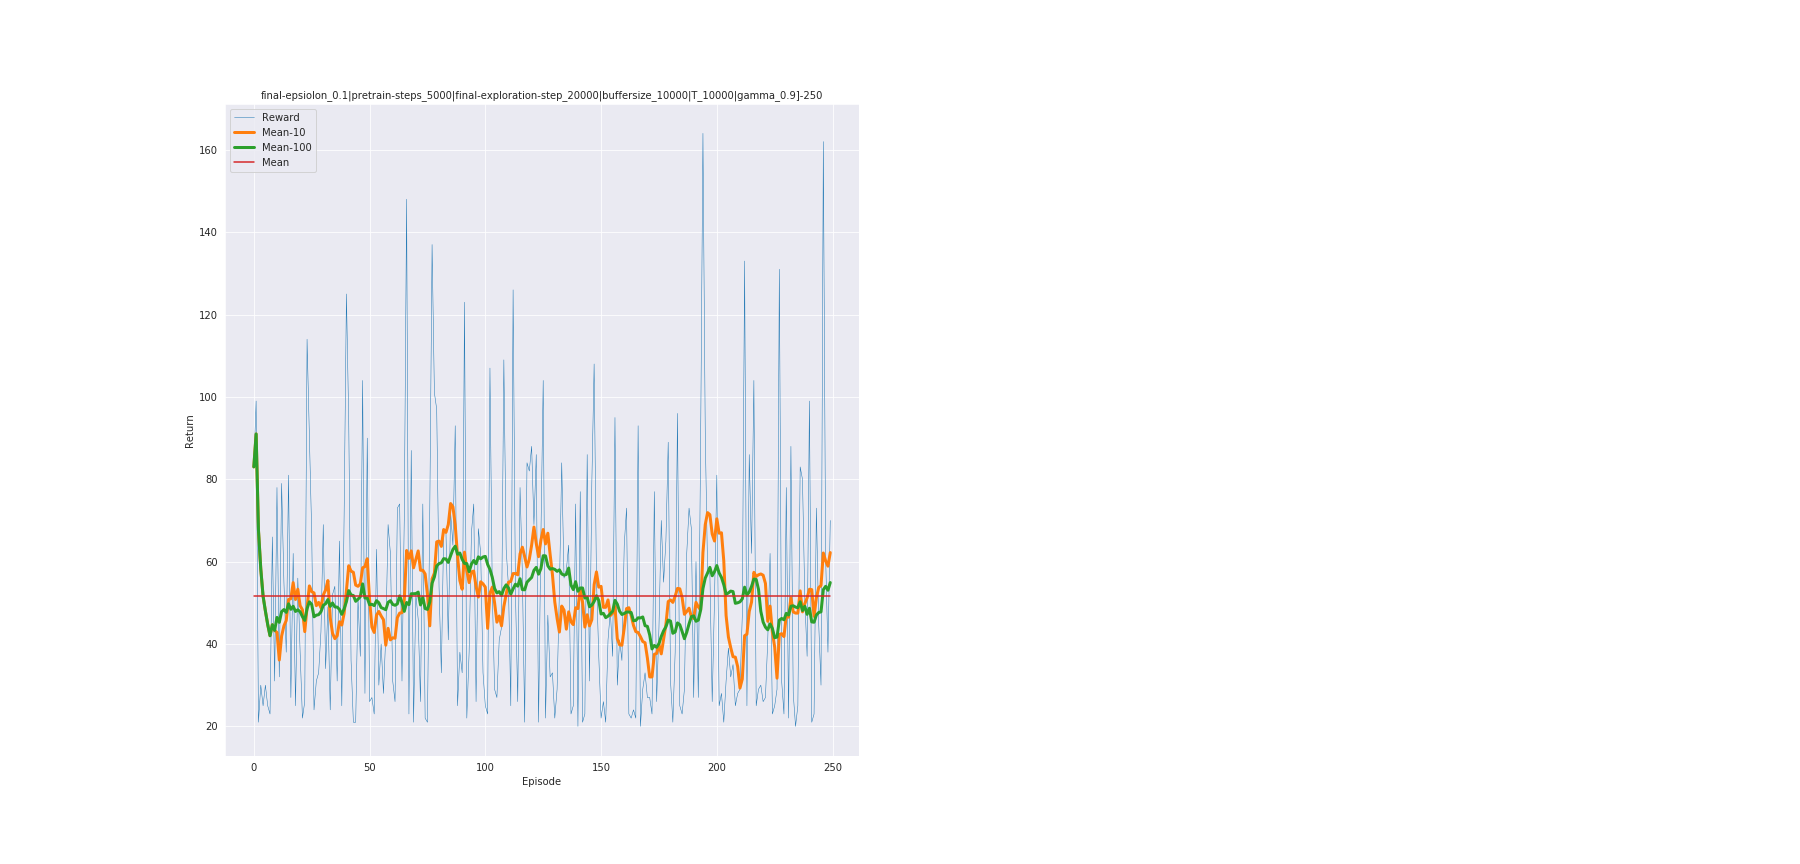 final-epsiolon_0.1|pretrain-steps_5000|final-exploration-step_20000|buffersize_10000|T_10000|gamma_0.9]-250
Reward
Mean-10
Mean-100
Mean
160
140
120
100
80
60
40
20
Return
0 50 100 150 200 250
Episode